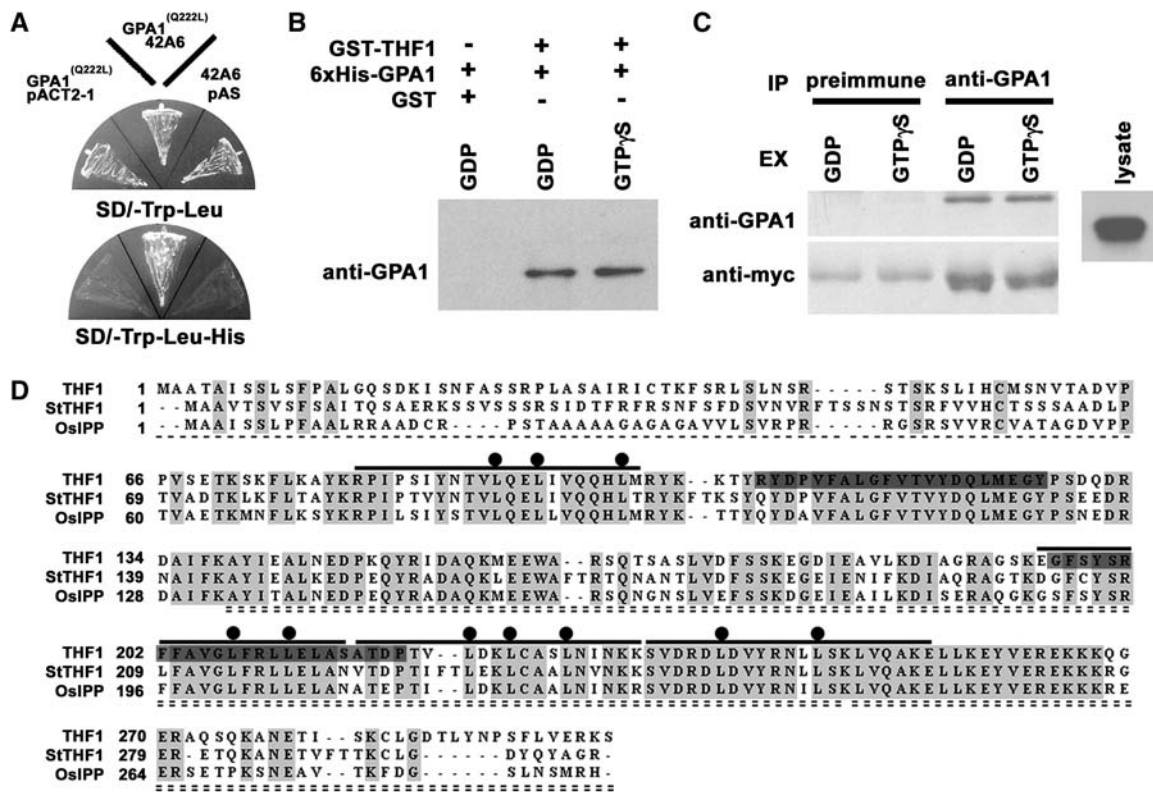 A
GPA1(Q222L)
42A6
GPA1(Q222L)
pACT2-1
42A6
pAS
SD/-Trp-Leu
SD/-Trp-Leu-His
B
GST-THF1 - + +
6xHis-GPA1 + + +
GST + - -
GDP GDP GTPγS
anti-GPA1
C
IP preimmune anti-GPA1
EX GDP GTPγS GDP GTPγS lysate
anti-GPA1
anti-myc
D
THF1 1 MAATAISSLSFPALGQSDKISNFASSRPLASAIRICTKFSRLSLNSR-----STSKSLIHCMSNVTADVP
StTHF1 1 --MAAVTSVSFSAITQSAERKSSVSSSRSIDTFRFRSNFSFDSVNVRFTSSNSTSRFVVHCTSSSAADLP
OsIPP 1 --MAAISSLPFAALRRAADCR---PSTAAAAAGAGAGAVVLSVRPR-----RGSRSVVRCVATAGDVPP
THF1 66 PVSETKSKFLKAYKRPIPSIYNTVLQELIVQQHLMRYK--KTYRYDPVFALGFVTVYDQLMEGYPSDQDR
StTHF1 69 TVADTKLKFLTAYKRPIPTVYNTVLQELIVQQHLTRYKFTKSYQYDPVFALGFVTVYDQLMEGYPSEEDR
OsIPP 60 TVAETKMNFLKSYKRPILSIYSTVLQELLVQQHLMRYK--TTYQYDAVFALGFVTVYDQLMEGYPSNEDR
THF1 134 DAIFKAYIEALNEDPKQYRIDAQKMEEWA--RSQTSASLVDFSSKEGDIEAVLKDIAGRAGSKEGFSYSR
StTHF1 139 NAIFKAYIEALKEDPEQYRADAQKLEEWAFTRTQNANTLVDFSSKEGEIENIFKDIAQRAGTKDGFCYSR
OsIPP 128 DAIFKAYITALNEDPEQYRADAQKMEEWA--RSQNGNSLVEFSSKDGEIEAILKDISERAQGKGSFSYSR
THF1 202 FFAVGLFRLLELASATDPTV--LDKLCASLNINKKSVDRDLDVYRNLLSKLVQAKELLKEYVEREKKKQG
StTHF1 209 LFAVGLFRLLELANVTDPTIFTLEKLCAALNVNKKSVDRDLDVYRNLLSKLVQAKELLKEYVEREKKKRG
OsIPP 196 FFAVGLFRLLELANATEPTI--LDKLCAALNINKRSVDRDLDVYRNILSKLVQAKELLKEYVEREKKKRE
THF1 270 ERAQSQKANETI--SKCLGDTLYNPSFLVERKS
StTHF1 279 ER-ETQKANETVFTTKCLG------DYQYAGR-
OsIPP 264 ERSETPKSNEAV--TKFDG------SLNSMRH-